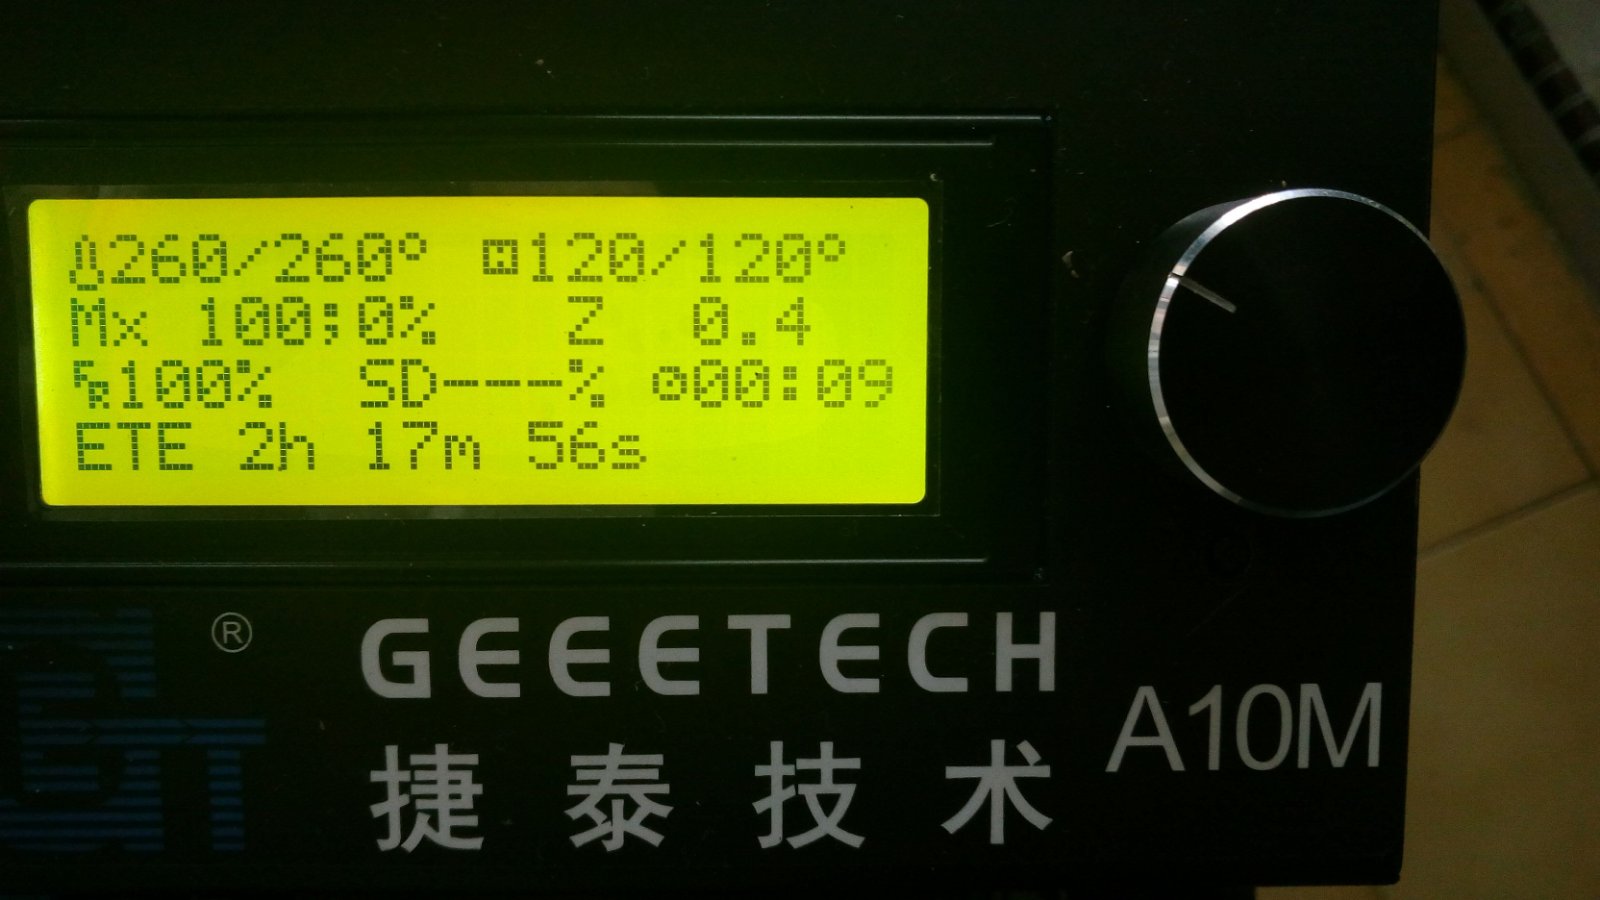 260/260° 120/120°
Mx 100;0% Z 0.4
100% SD---% 00:09
ETE 2h 17m 56s
® GEEETECH
A10M
捷泰技术